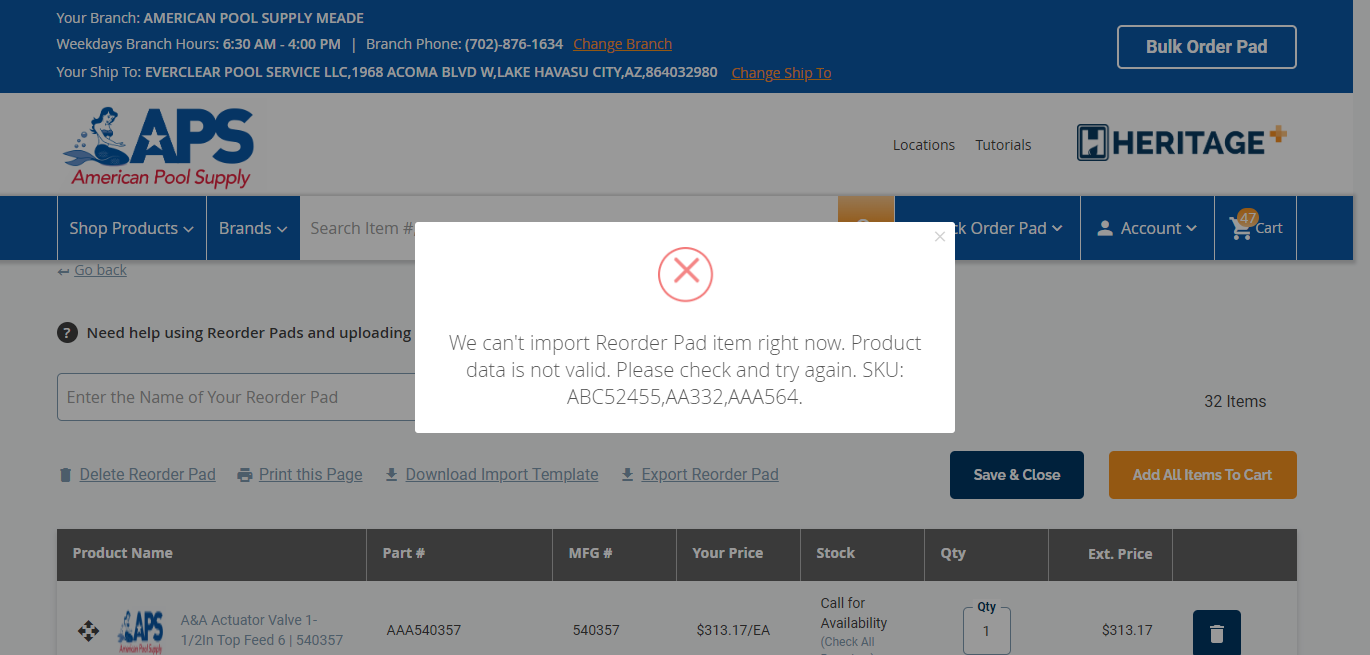 Your Branch: AMERICAN POOL SUPPLY MEADE
Weekdays Branch Hours: 6:30 AM - 4:00 PM | Branch Phone: (702)-876-1634 Change Branch
Bulk Order Pad
Your Ship To: EVERCLEAR POOL SERVICE LLC,1968 ACOMA BLVD W,LAKE HAVASU CITY,AZ,864032980 Change Ship To
APS
American Pool Supply
Locations Tutorials
HERITAGE+
Shop Products
Brands
Search Item #
Order Pad
Account
47
Cart
Go back
Need help using Reorder Pads and uploading
We can't import Reorder Pad item right now. Product
data is not valid. Please check and try again. SKU:
ABC52455,AA332,AAA564.
Enter the Name of Your Reorder Pad
32 Items
Delete Reorder Pad Print this Page Download Import Template Export Reorder Pad
Save & Close
Add All Items To Cart
Product Name Part # MFG # Your Price Stock Qty Ext. Price
APS
A&A Actuator Valve 1-
1/2In Top Feed 6 | 540357
AAA540357
540357
$313.17/EA
Call for
Availability
(Check All
Qty
1
$313.17